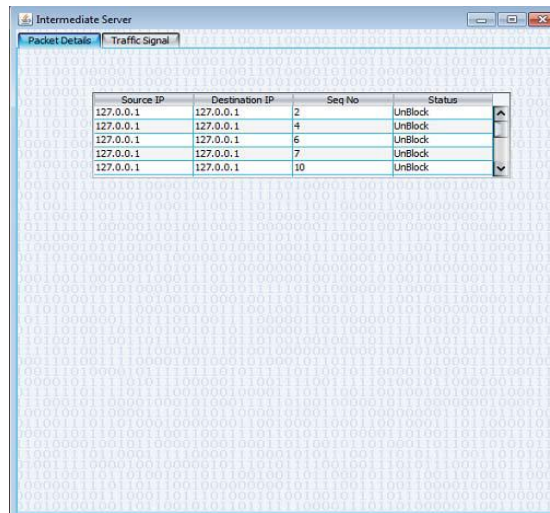 Intermediate Server
Packet Details Traffic Signal
Source IP Destination IP Seq No Status
127.0.0.1 127.0.0.1 2 UnBlock
127.0.0.1 127.0.0.1 4 UnBlock
127.0.0.1 127.0.0.1 6 UnBlock
127.0.0.1 127.0.0.1 7 UnBlock
127.0.0.1 127.0.0.1 10 UnBlock